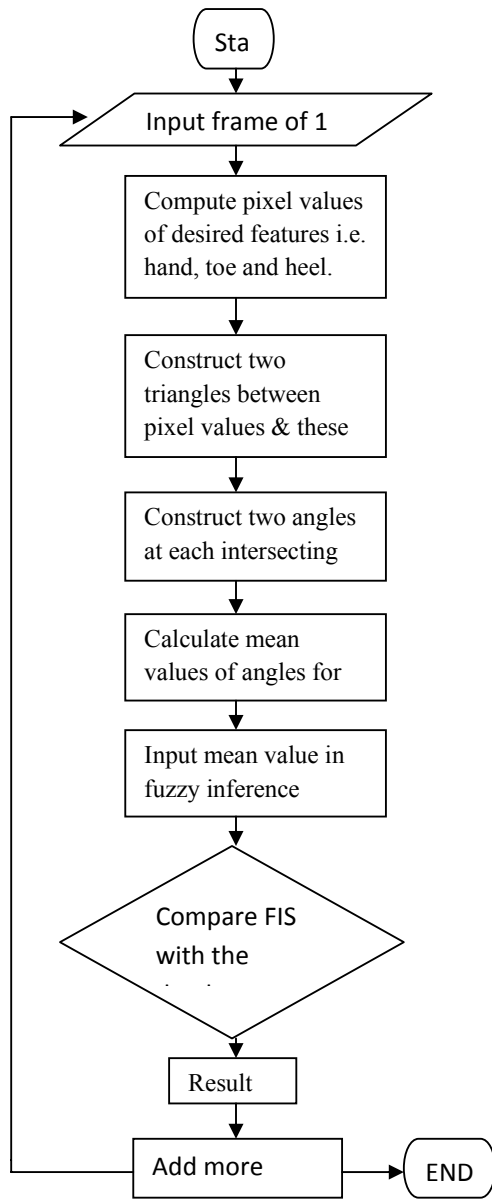 Sta
Input frame of 1
Compute pixel values
of desired features i.e.
hand, toe and heel.
Construct two
triangles between
pixel values & these
Construct two angles
at each intersecting
Calculate mean
values of angles for
Input mean value in
fuzzy inference
Compare FIS
with the
Result
Add more
END